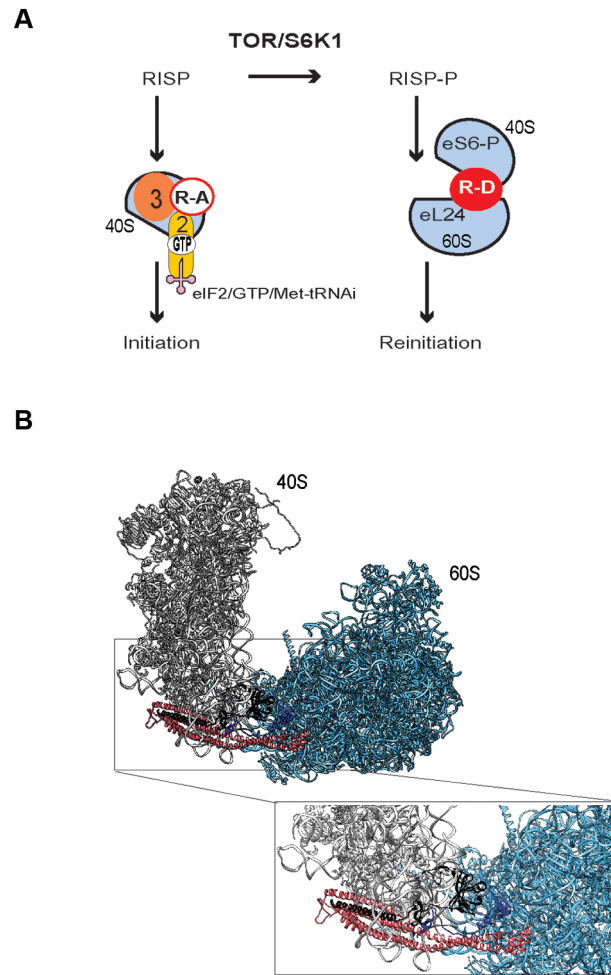 A
TOR/S6K1
RISP
RISP-P
40S
eS6-P
R-D
eL24
60S
3
R-A
40S
2
GTP
eIF2/GTP/Met-tRNAi
Initiation
Reinitiation
B
40S
60S